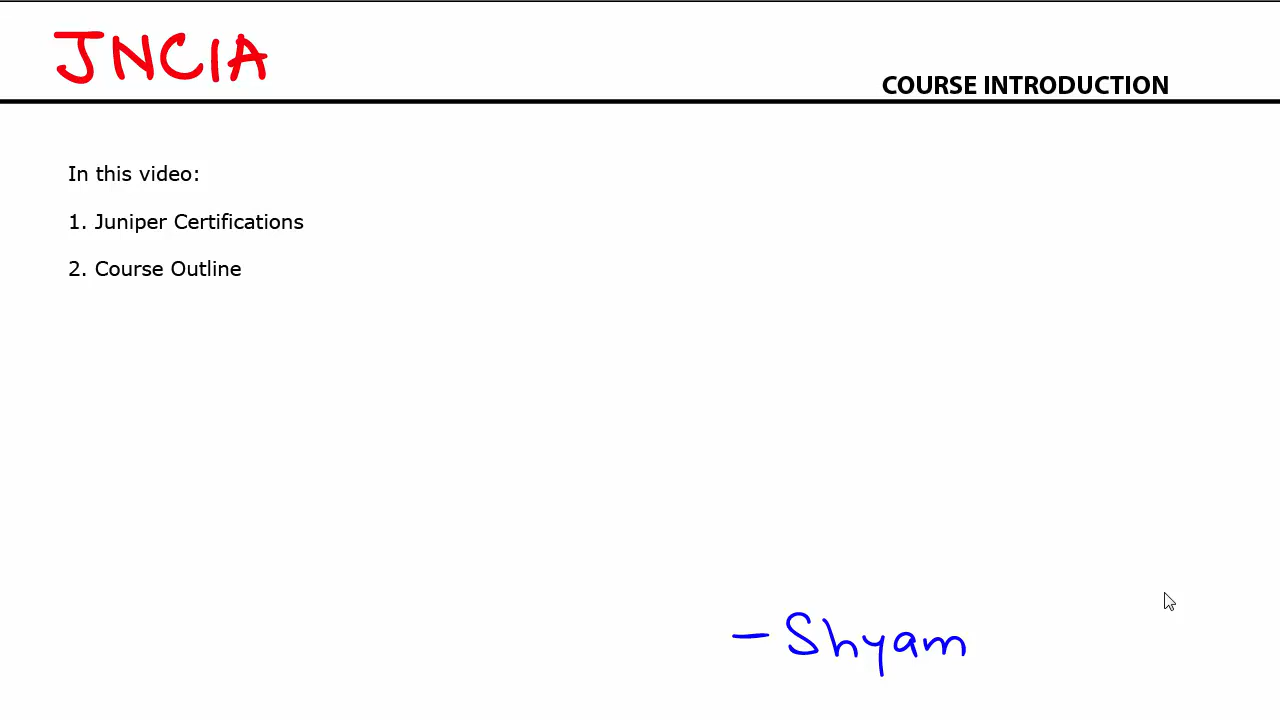 JNCIA
COURSE INTRODUCTION
In this video:
1. Juniper Certifications
2. Course Outline
- Shyam